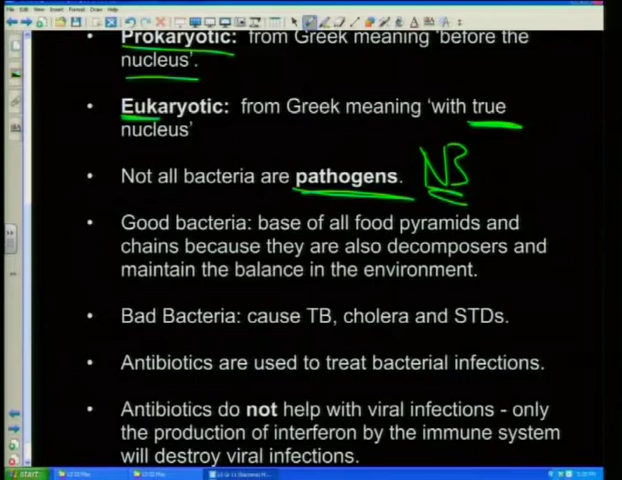 Prokaryotic: from Greek meaning 'before the
nucleus'.
• Eukaryotic: from Greek meaning 'with true
nucleus'
• Not all bacteria are pathogens. NB
• Good bacteria: base of all food pyramids and
chains because they are also decomposers and
maintain the balance in the environment.
• Bad Bacteria: cause TB, cholera and STDs.
• Antibiotics are used to treat bacterial infections.
• Antibiotics do not help with viral infections - only
the production of interferon by the immune system
will destroy viral infections.
START